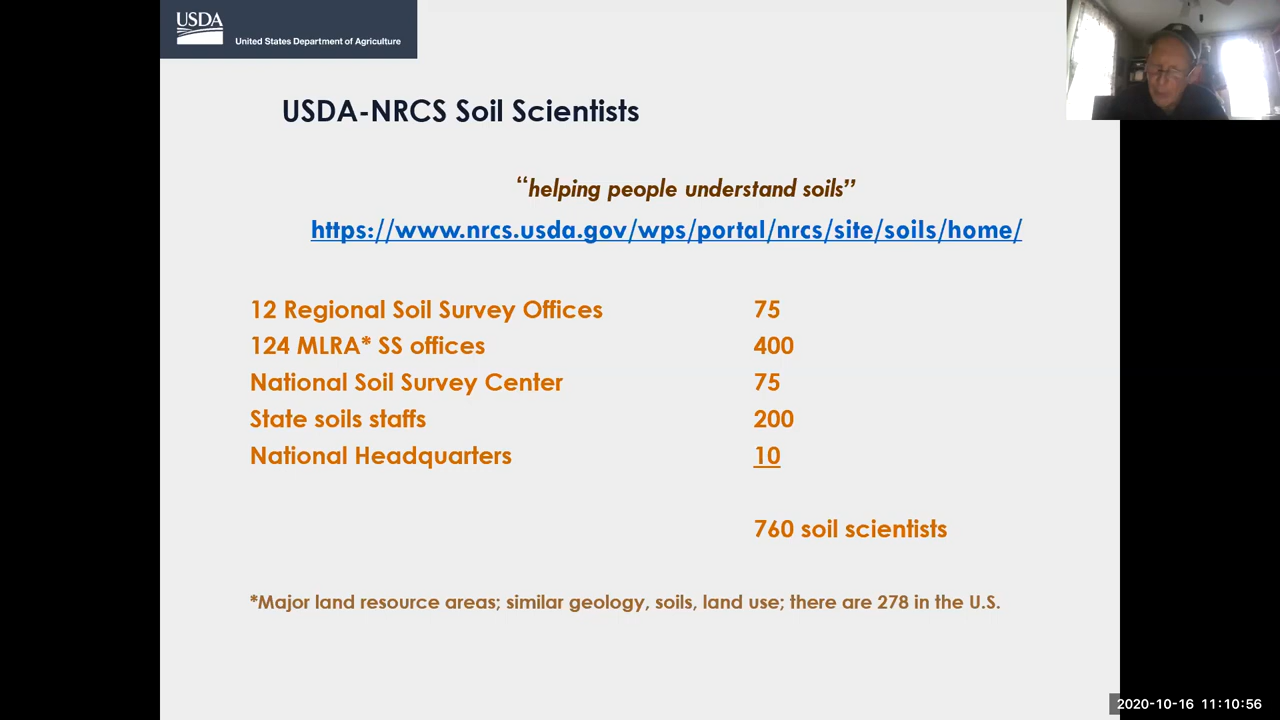 USDA
United States Department of Agriculture
USDA-NRCS Soil Scientists
“helping people understand soils”
https://www.nrcs.usda.gov/wps/portal/nrcs/site/soils/home/
12 Regional Soil Survey Offices 75
124 MLRA* SS offices 400
National Soil Survey Center 75
State soils staffs 200
National Headquarters 10
760 soil scientists
*Major land resource areas; similar geology, soils, land use; there are 278 in the U.S.
2020-10-16 11:10:56